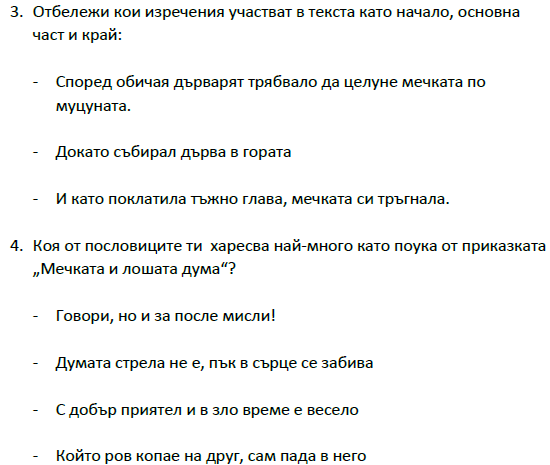 3. Отбележи кои изречения участват в текста като начало, основна
част и край:
- Според обичая дърварят трябвало да целуне мечката по
муцуната.
- Докато събирал дърва в гората
- И като поклатила тъжно глава, мечката си тръгнала.
4. Коя от пословиците ти харесва най-много като поука от приказката
„Мечката и лошата дума“?
- Говори, но и за после мисли!
- Думата стрела не е, пък в сърце се забива
- С добър приятел и в зло време е весело
- Който ров копае на друг, сам пада в него